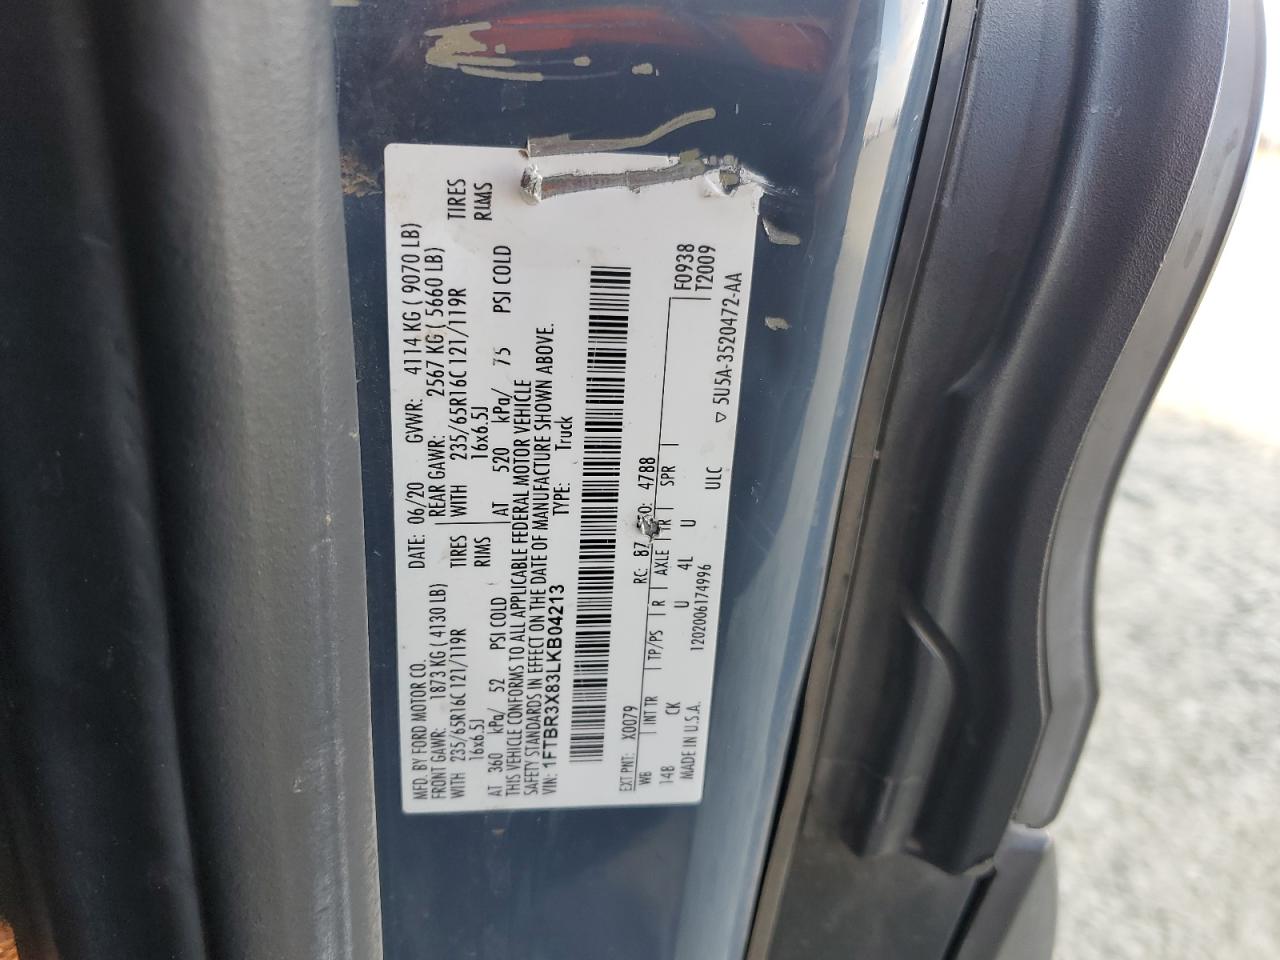 MFD. BY FORD MOTOR CO.
DATE: 06/20 GVWR: 4114 KG ( 9070 LB)
FRONT GAWR: 1873 KG ( 4130 LB) REAR GAWR: 2567 KG ( 5660 LB)
WITH 235/65R16C 121/119R TIRES WITH 235/65R16C 121/119R TIRES
16x6.5J RIMS 16x6.5J RIMS
AT 360 kPa/ 52 PSI COLD AT 520 kPa/ 75 PSI COLD
THIS VEHICLE CONFORMS TO ALL APPLICABLE FEDERAL MOTOR VEHICLE
SAFETY STANDARDS IN EFFECT ON THE DATE OF MANUFACTURE SHOWN ABOVE.
VIN: 1FTBR3X83LKB04213 TYPE: Truck
EXT PNT: X0079 RC: 87 4788
WB INT TR TP/PS R AXLE TR SPR F0938
14B CK U 4L U ULC T2009
MADE IN U.S.A. 1202006174996 ▽ 5U5A-3520472-AA